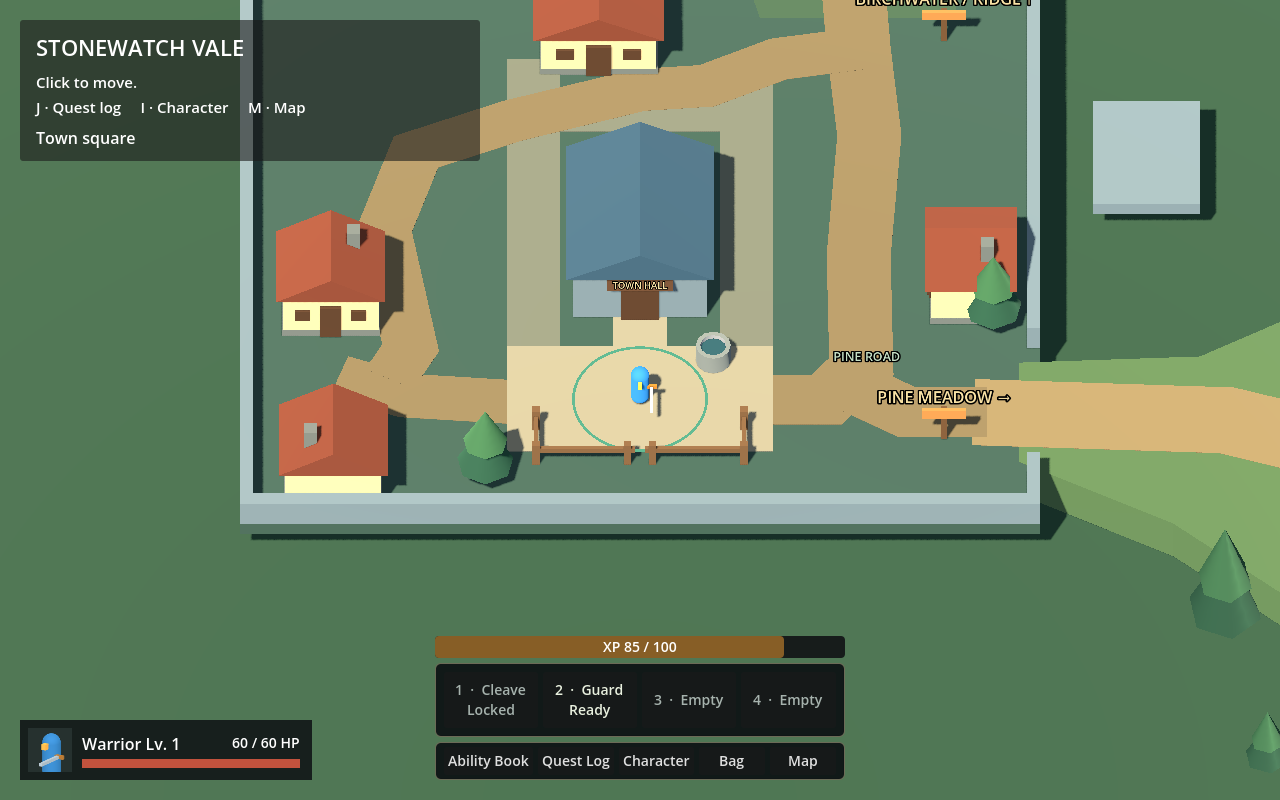 BIRCHWATER / RIDGE ↑
STONEWATCH VALE
Click to move.
J · Quest log I · Character M · Map
Town square
TOWN HALL
PINE ROAD
PINE MEADOW →
XP 85 / 100
1 · Cleave
Locked
2 · Guard
Ready
3 · Empty
4 · Empty
Warrior Lv. 1 60 / 60 HP
Ability Book Quest Log Character Bag Map